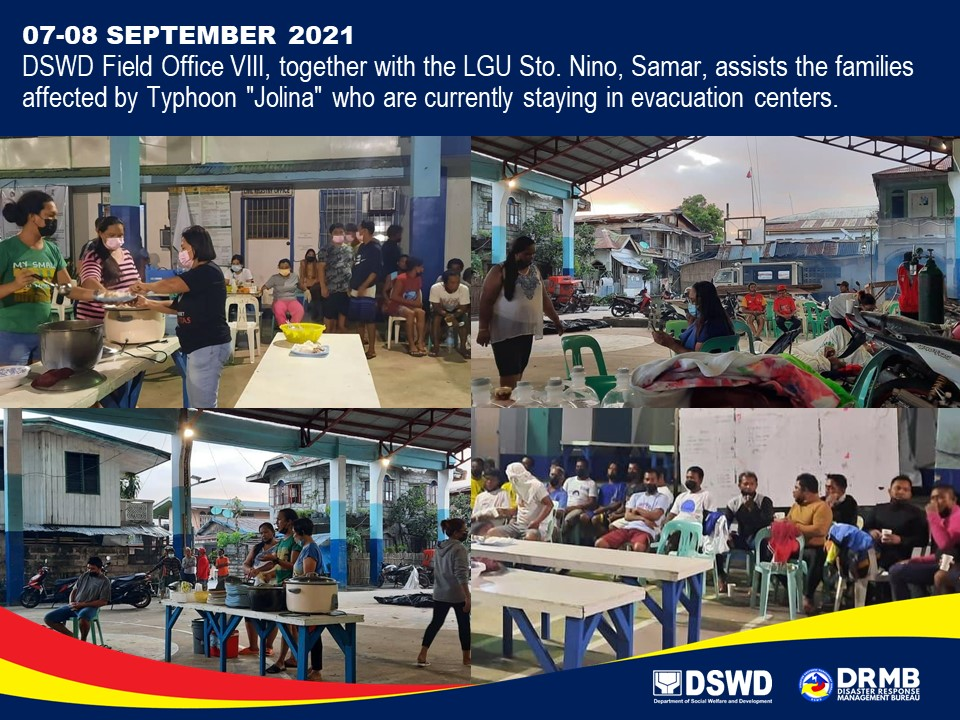 07-08 SEPTEMBER 2021
DSWD Field Office VIII, together with the LGU Sto. Nino, Samar, assists the families
affected by Typhoon "Jolina" who are currently staying in evacuation centers.
DSWD
Department of Social Welfare and Development
DRMB
DISASTER RESPONSE
MANAGEMENT BUREAU